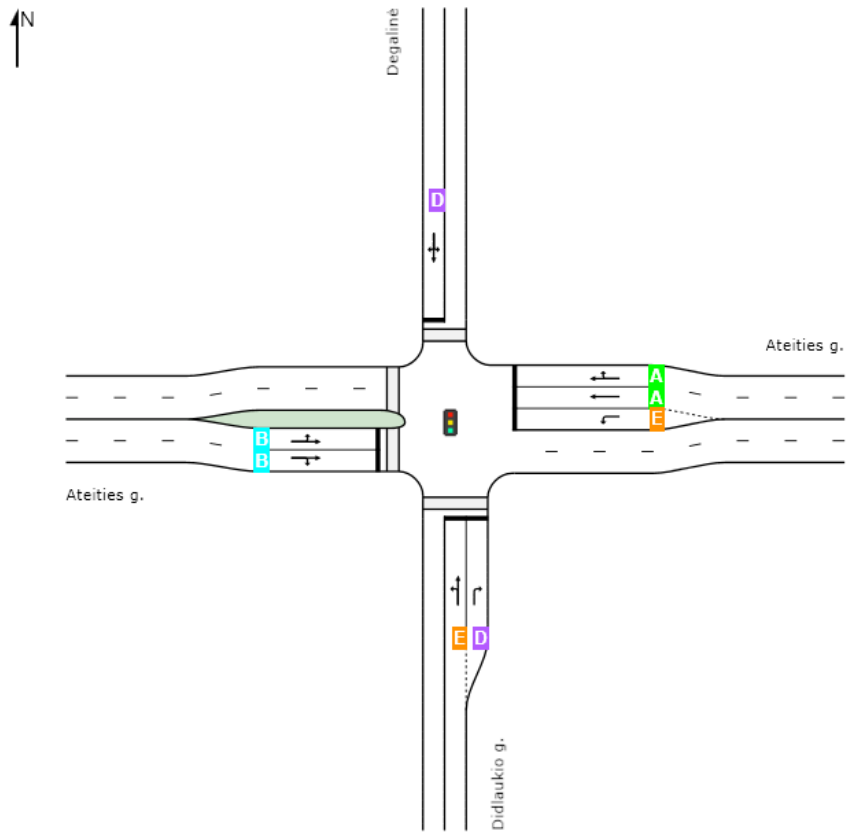 N
Degalinė
D
Ateities g.
A
A
E
B
B
Ateities g.
E D
Didlaukio g.